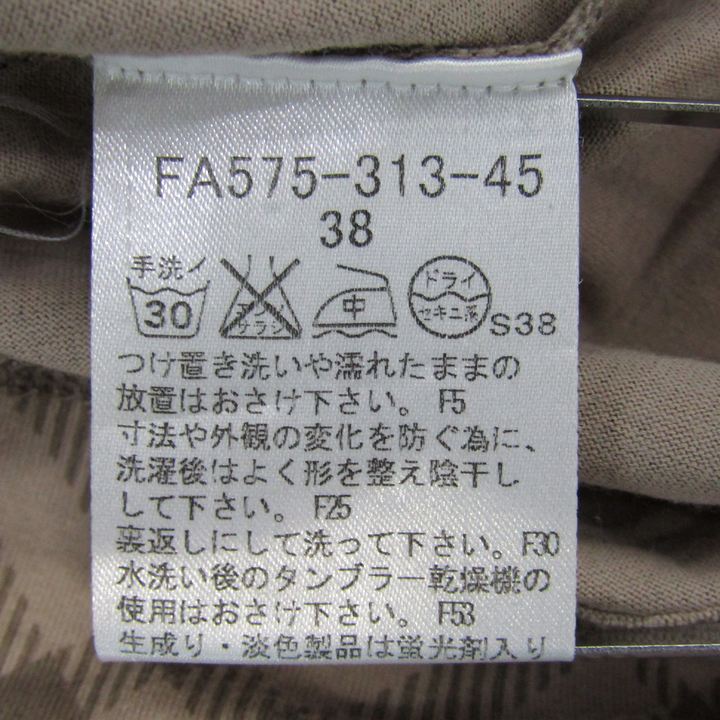 FA575-313-45
38
手洗イ
30
エンソ
サラシ
中
ドライ
セキユ系
S38
つけ置き洗いや濡れたままの
放置はおさけ下さい。 F5
寸法や外観の変化を防ぐ為に、
洗濯後はよく形を整え陰干し
して下さい。 F25
裏返しにして洗って下さい。F30
水洗い後のタンブラー乾燥機の
使用はおさけ下さい。 F53
生成り・淡色製品は蛍光剤入り